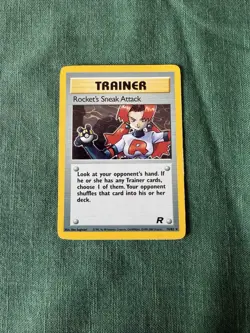 TRAINER
Rocket's Sneak Attack
R
Look at your opponent's hand. If
he or she has any Trainer cards,
choose 1 of them. Your opponent
shuffles that card into his or her
deck.
R